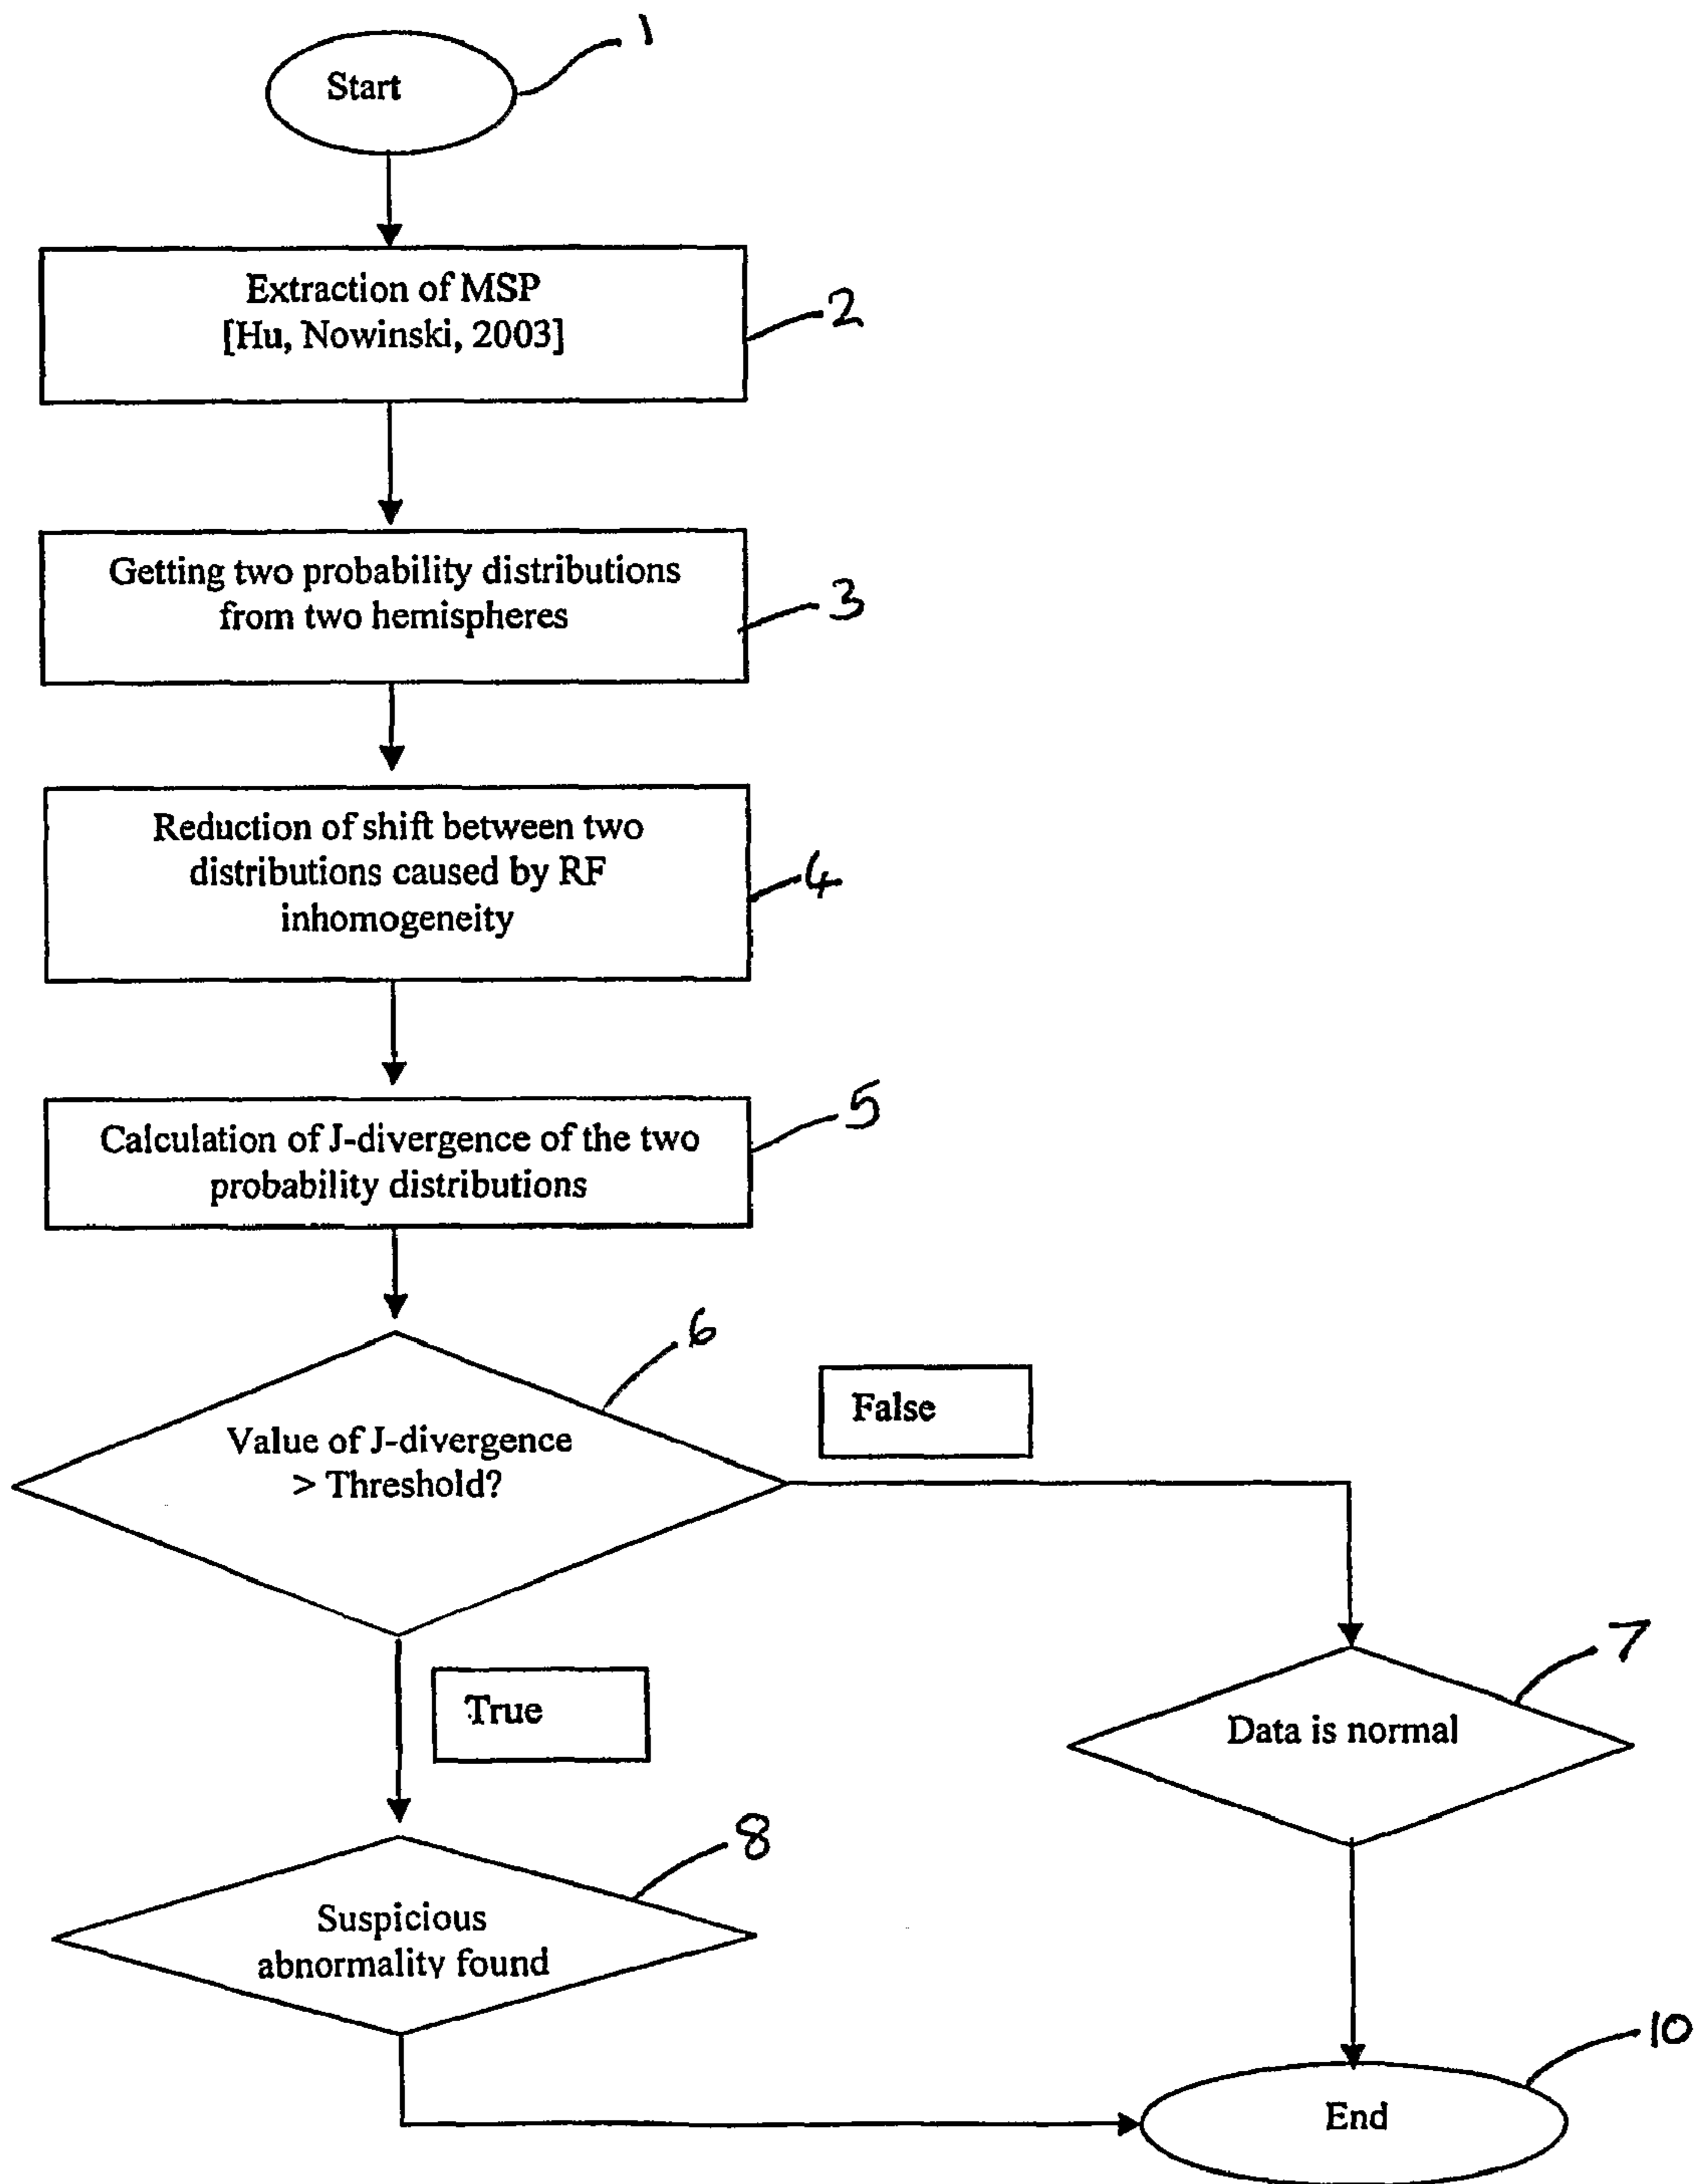 Start
1
Extraction of MSP
[Hu, Nowinski, 2003]
2
Getting two probability distributions
from two hemispheres
3
Reduction of shift between two
distributions caused by RF
inhomogeneity
4
Calculation of J-divergence of the two
probability distributions
5
Value of J-divergence
> Threshold?
6
False
True
Data is normal
7
Suspicious
abnormality found
8
End
10